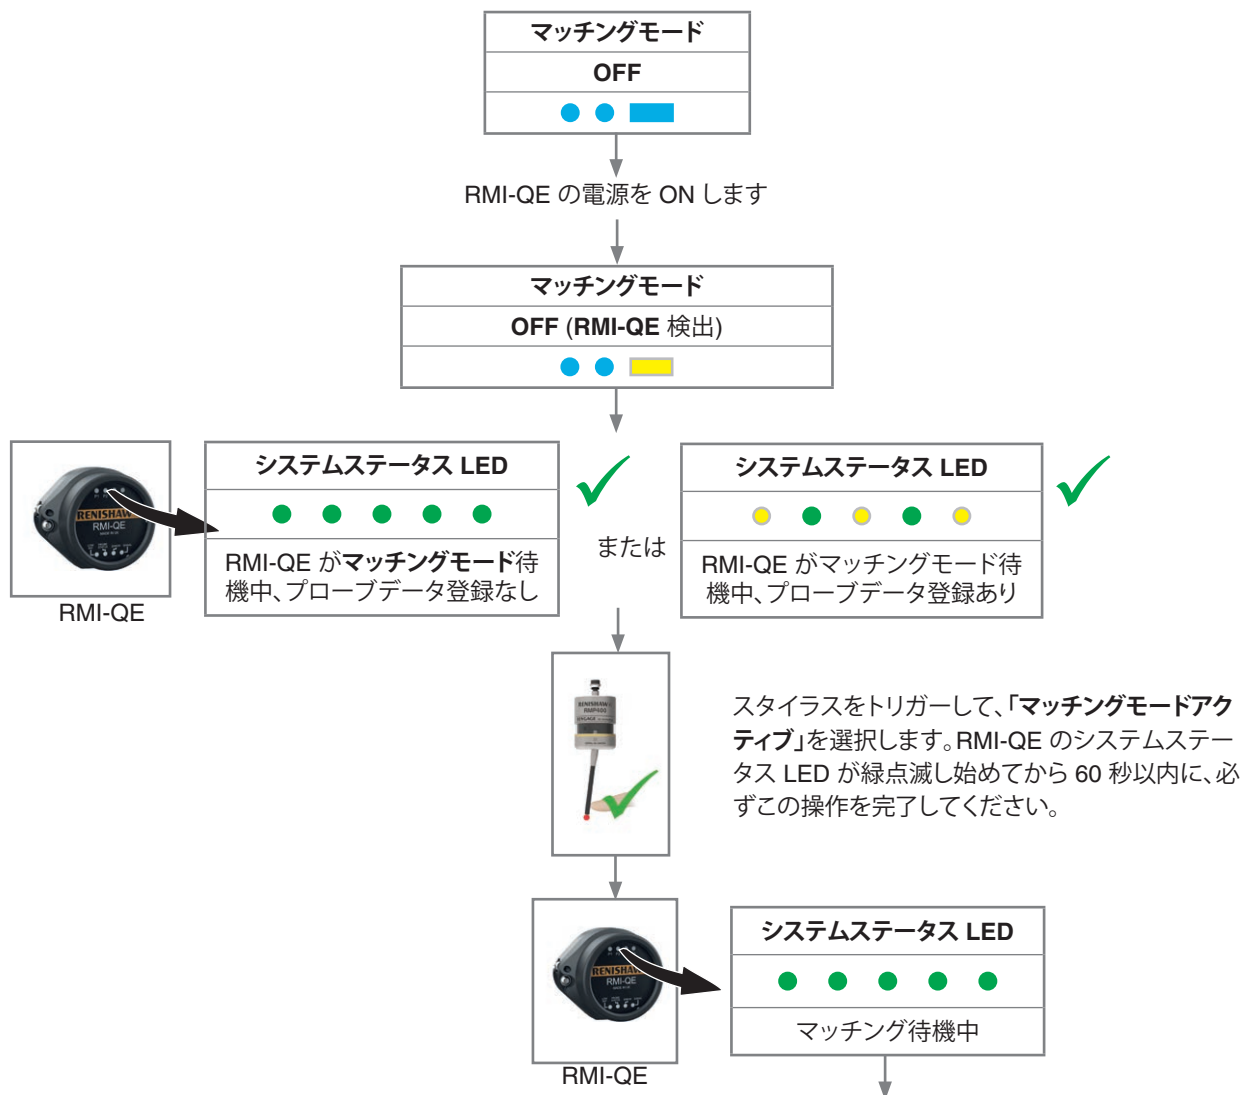 マッチングモード
OFF
RMI-QE の電源を ON します
マッチングモード
OFF (RMI-QE 検出)
RENISHAW
RMI-QE
RMI-QE
システムステータス LED
RMI-QE がマッチングモード待
機中、プローブデータ登録なし
または
システムステータス LED
RMI-QE がマッチングモード待
機中、プローブデータ登録あり
RENISHAW
RMP400
スタイラスをトリガーして、「マッチングモードアク
ティブ」を選択します。RMI-QE のシステムステー
タス LED が緑点滅し始めてから 60 秒以内に、必
ずこの操作を完了してください。
RENISHAW
RMI-QE
RMI-QE
システムステータス LED
マッチング待機中